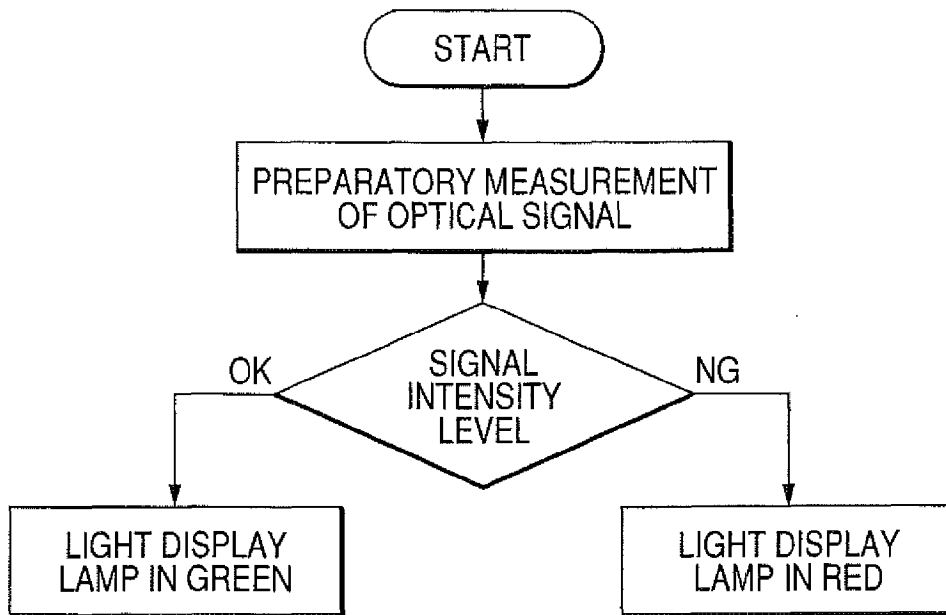 START
PREPARATORY MEASUREMENT
OF OPTICAL SIGNAL
OK
SIGNAL
INTENSITY
LEVEL
NG
LIGHT DISPLAY
LAMP IN GREEN
LIGHT DISPLAY
LAMP IN RED